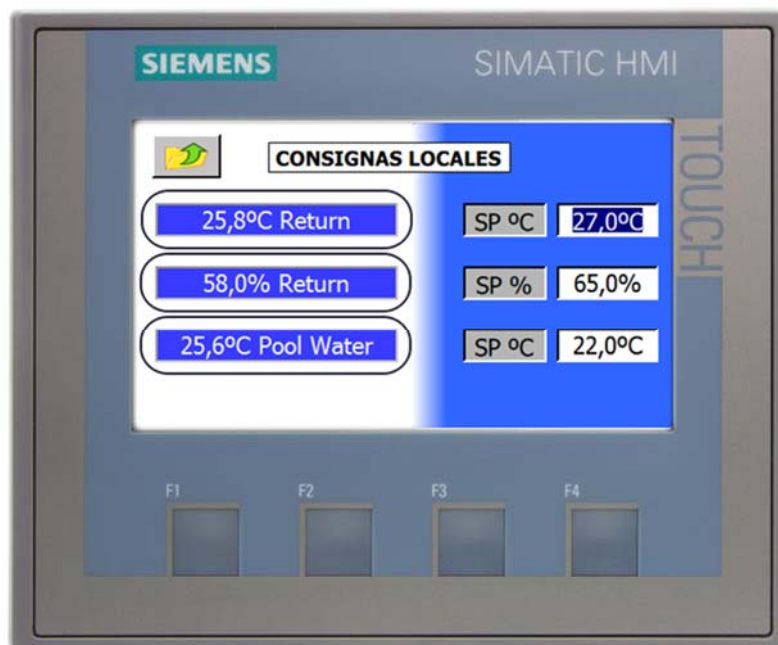 SIEMENS
SIMATIC HMI
TOUCH
CONSIGNAS LOCALES
25,8ºC Return
SP ºC
27,0ºC
58,0% Return
SP %
65,0%
25,6ºC Pool Water
SP ºC
22,0ºC
F1
F2
F3
F4